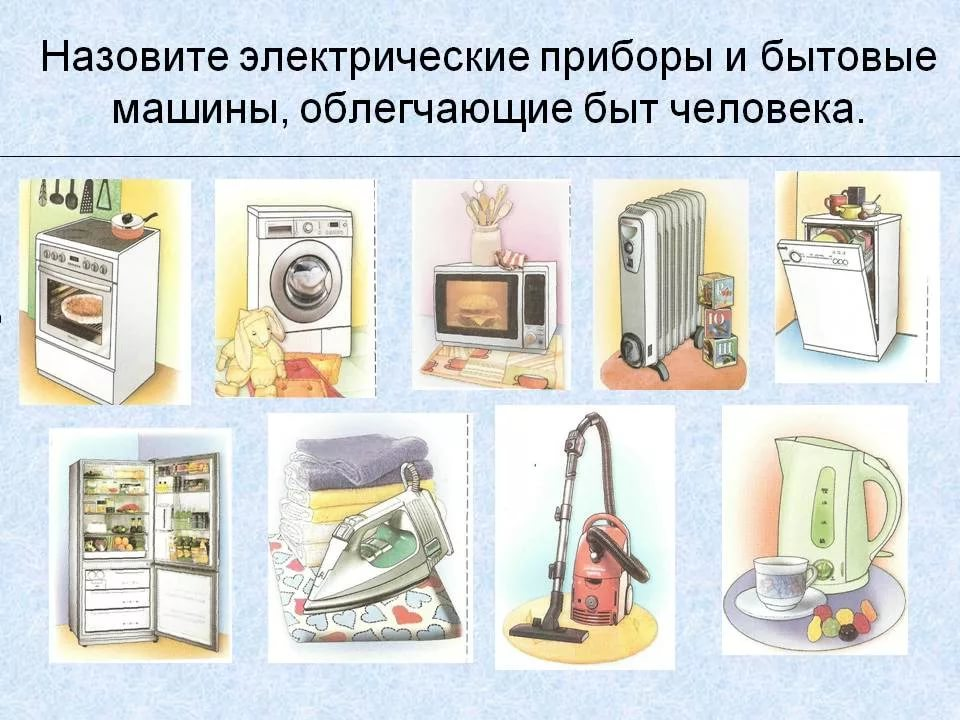 Назовите электрические приборы и бытовые
машины, облегчающие быт человека.